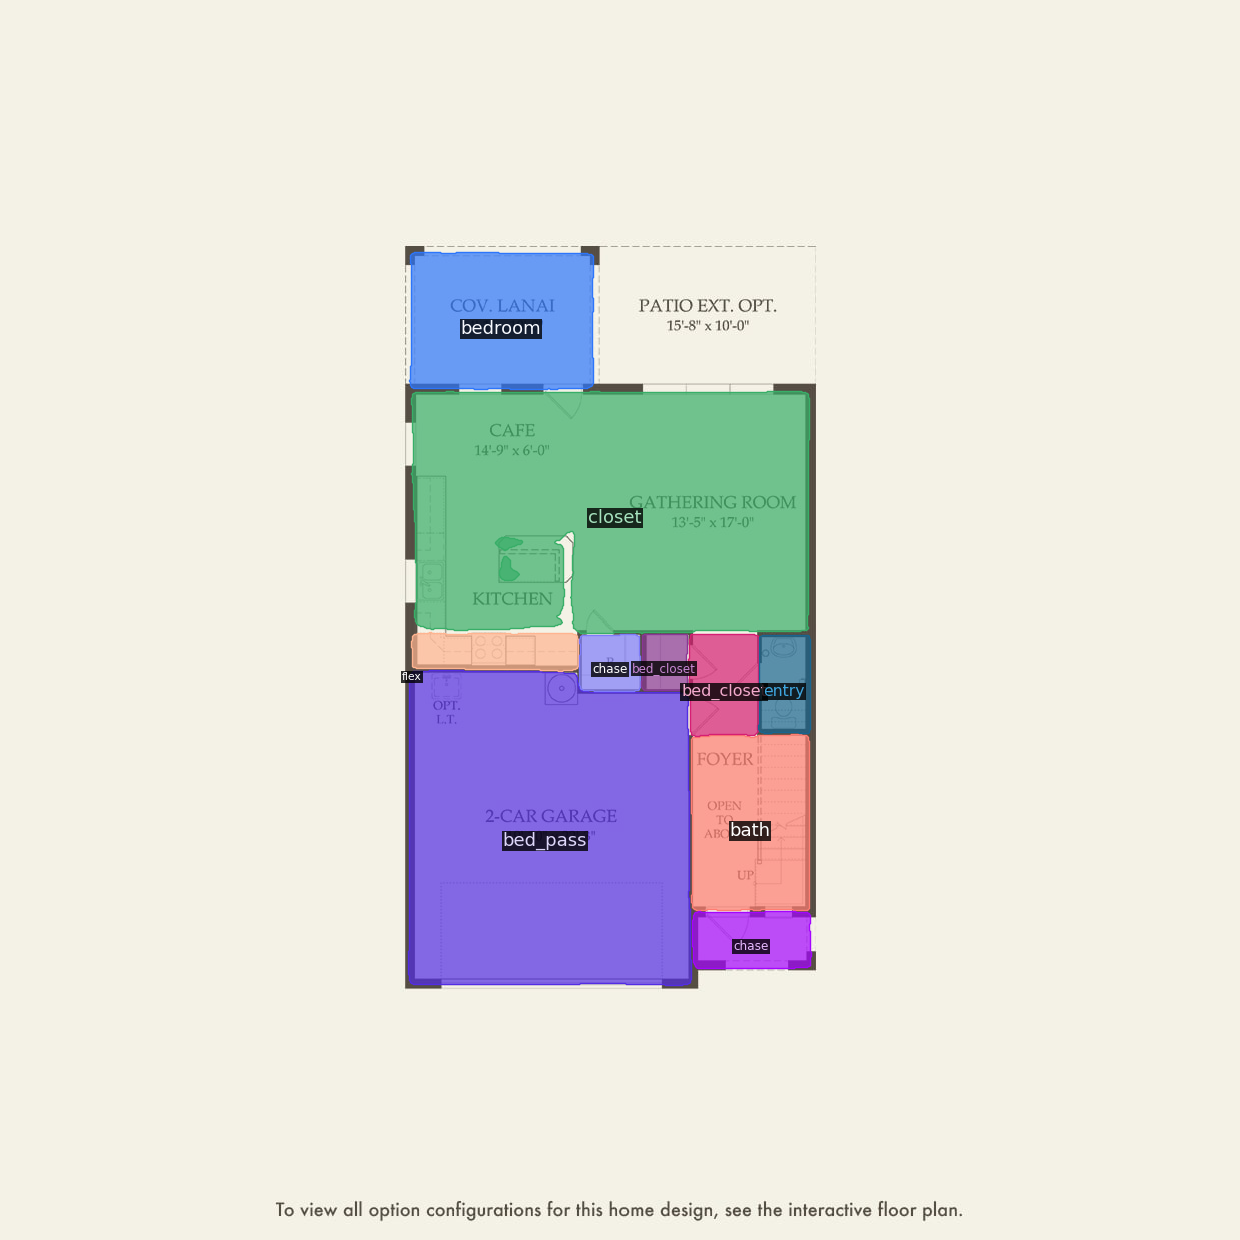 COV. LANAI
bedroom
PATIO EXT. OPT.
15'-8" x 10'-0"
CAFE
14'-9" x 6'-0"
GATHERING ROOM
13'-5" x 17'-0"
closet
KITCHEN
chase
bed_closet
flex
bed_closet
entry
OPT.
L.T.
FOYER
2-CAR GARAGE
bed_pass
OPEN
TO
bath
UP
chase
To view all option configurations for this home design, see the interactive floor plan.